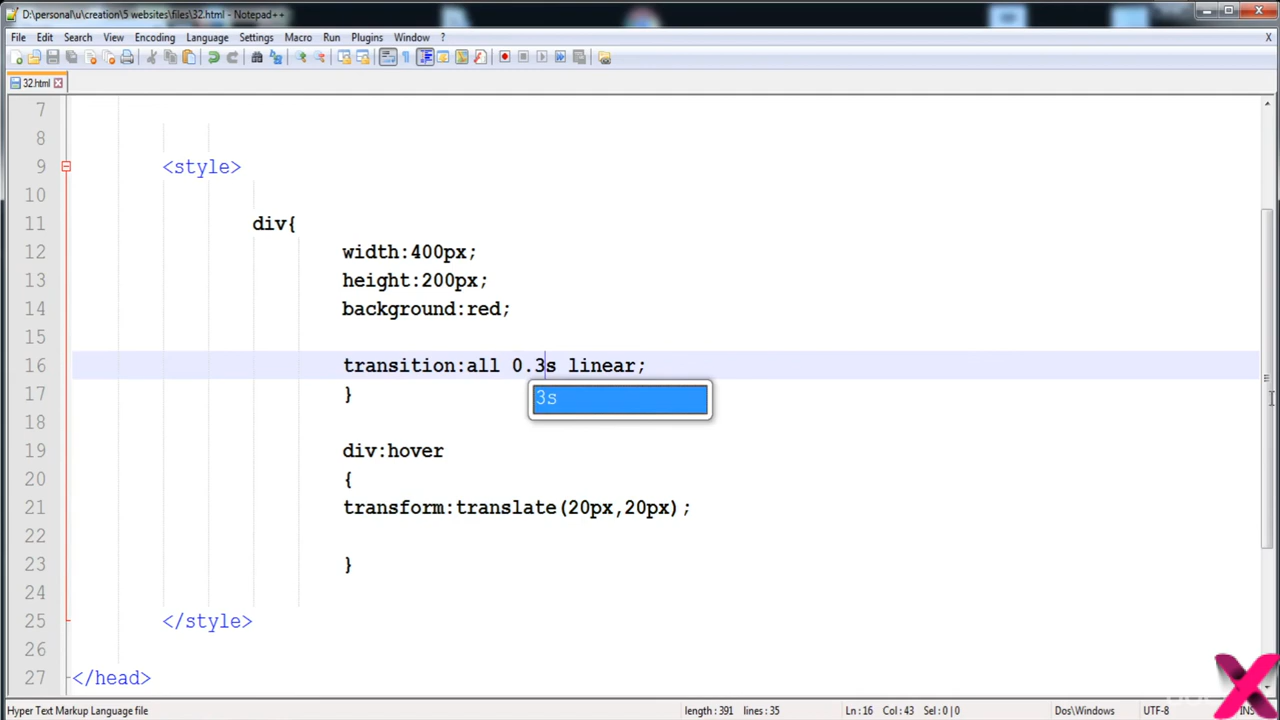 D:\personal\u\creation\5 websites\files\32.html - Notepad++
File Edit Search View Encoding Language Settings Macro Run Plugins Window ? X
32.html
7
8
9 <style>
10
11 div{
12 width:400px;
13 height:200px;
14 background:red;
15
16 transition:all 0.3s linear;
3s
17 }
18
19 div:hover
20 {
21 transform:translate(20px,20px);
22
23 }
24
25 </style>
26
27 </head>
Hyper Text Markup Language file length : 391 lines : 35 Ln : 16 Col : 43 Sel : 0 | 0 Dos\Windows UTF-8 INS